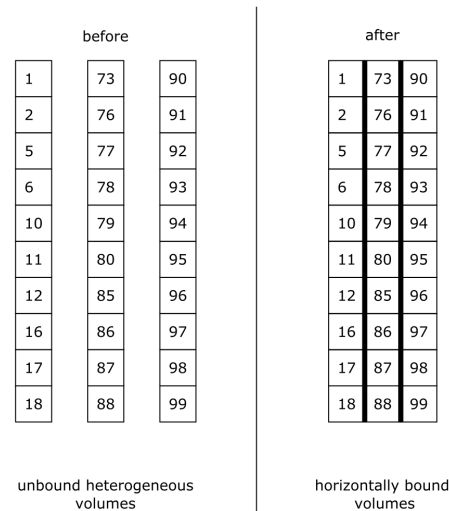 before
1 73 90
2 76 91
5 77 92
6 78 93
10 79 94
11 80 95
12 85 96
16 86 97
17 87 98
18 88 99
unbound heterogeneous
volumes
after
1 73 90
2 76 91
5 77 92
6 78 93
10 79 94
11 80 95
12 85 96
16 86 97
17 87 98
18 88 99
horizontally bound
volumes